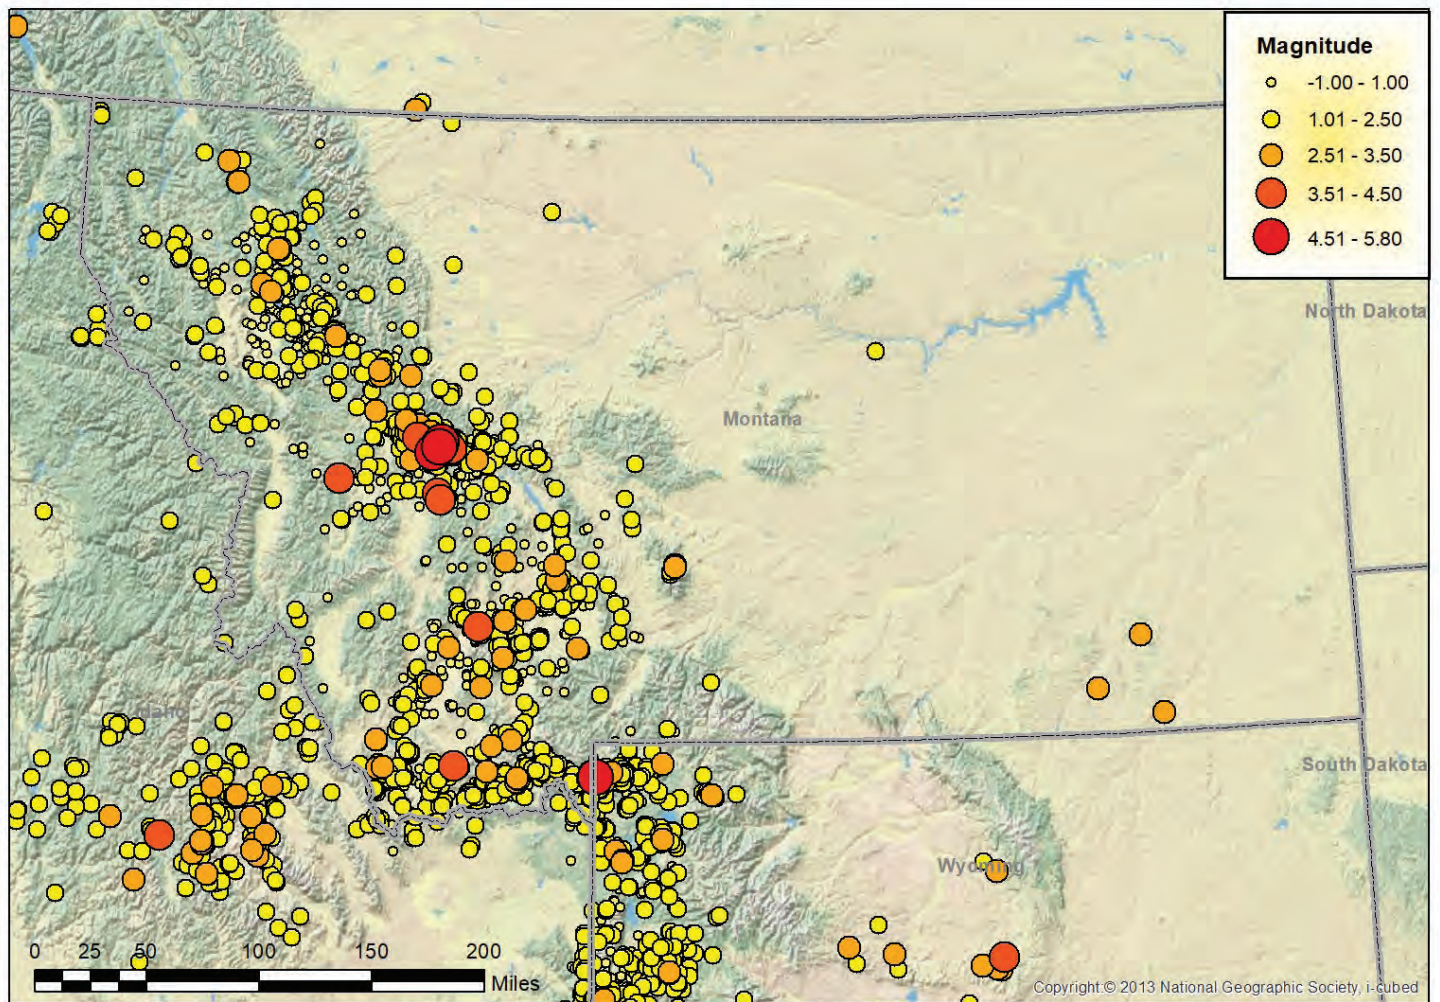 Magnitude
-1.00 - 1.00
1.01 - 2.50
2.51 - 3.50
3.51 - 4.50
4.51 - 5.80
North Dakota
Montana
Idaho
South Dakota
Wyoming
0 25 50 100 150 200
Miles
Copyright:© 2013 National Geographic Society, i-cubed